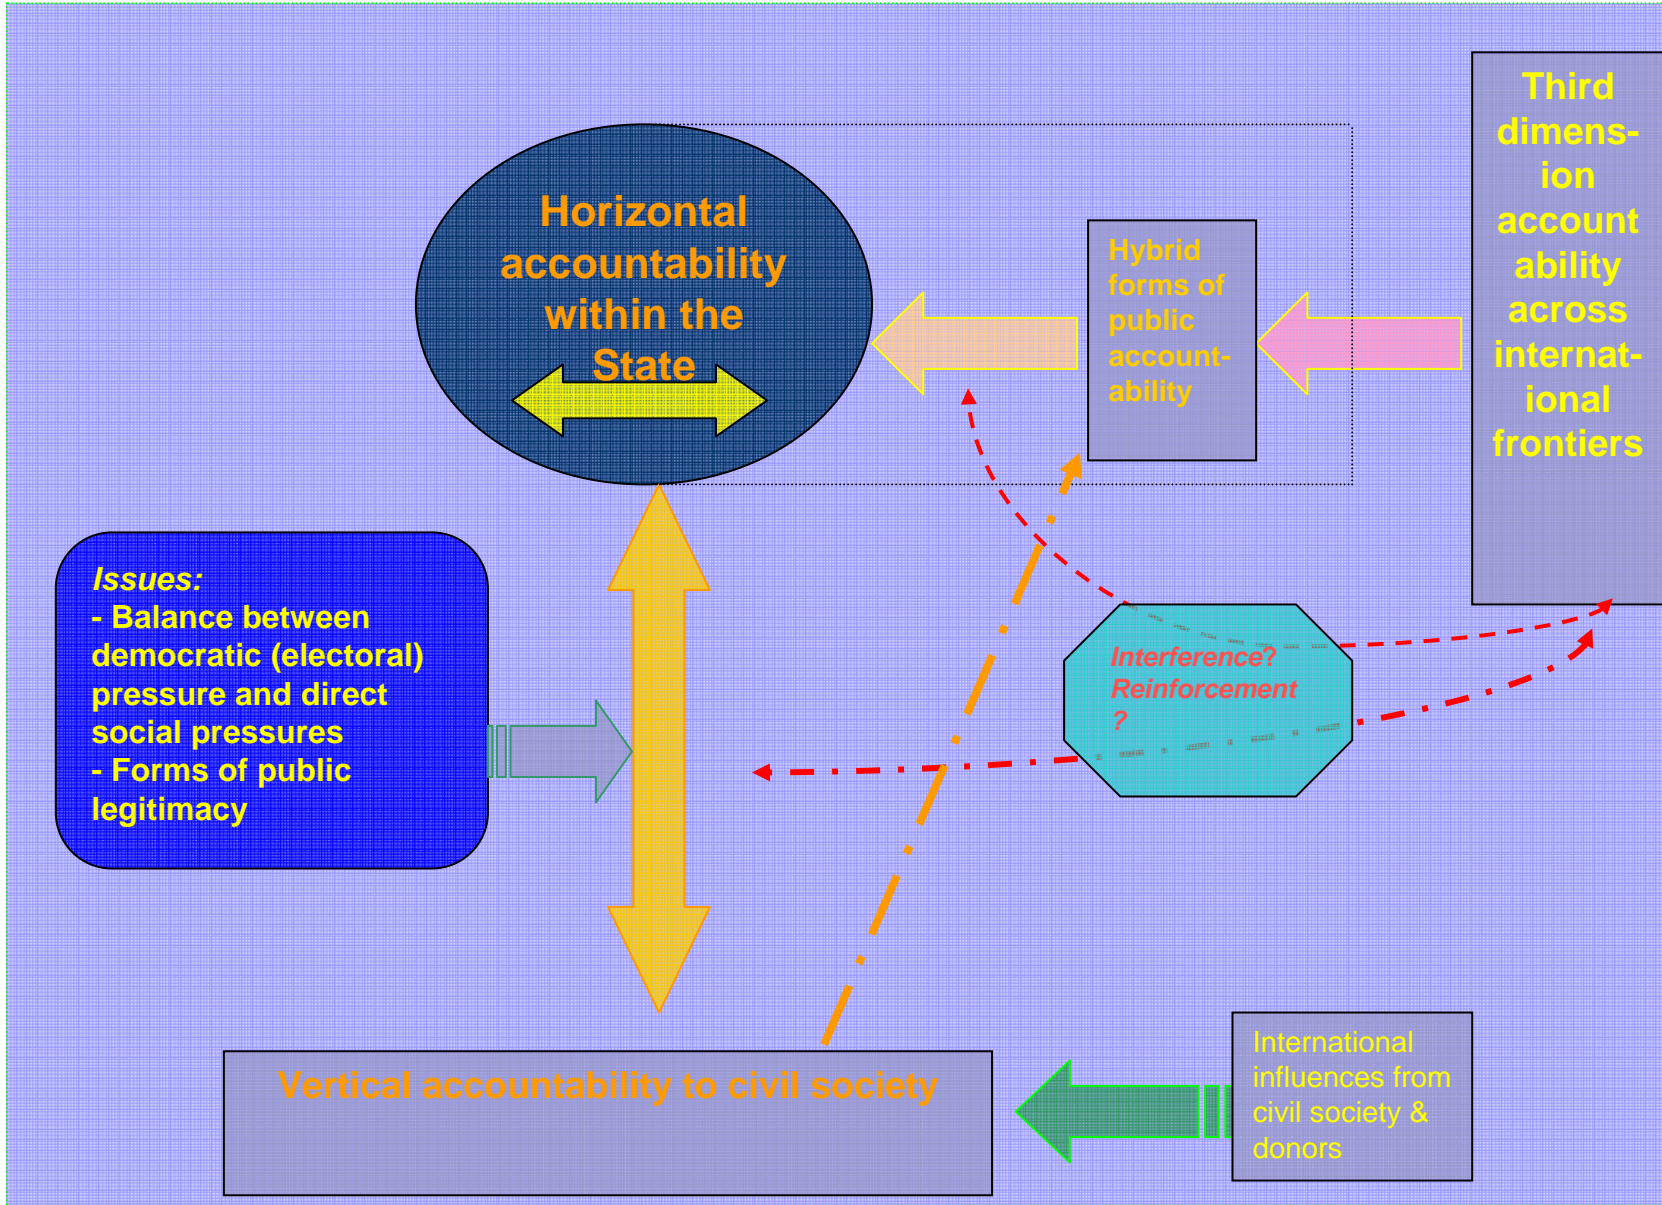 Third
dimens-
ion
account
ability
across
internat-
ional
frontiers
Horizontal
accountability
within the
State
Hybrid
forms of
public
account-
ability
Issues:
- Balance between
democratic (electoral)
pressure and direct
social pressures
- Forms of public
legitimacy
Interference?
Reinforcement
?
Vertical accountability to civil society
International
influences from
civil society &
donors